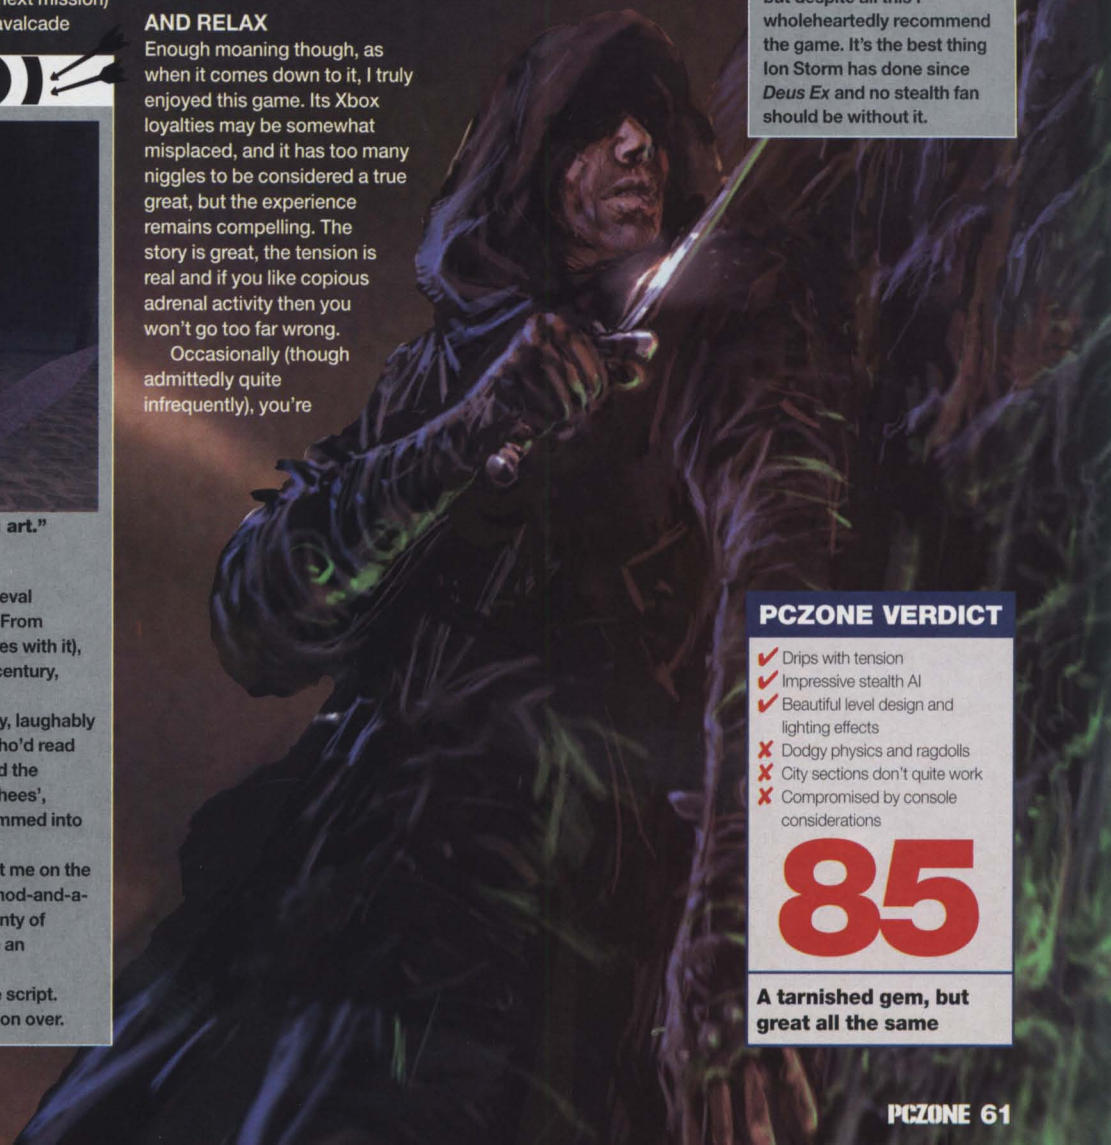 next mission)
avalcade
art.”
eval
From
es with it),
century,
y, laughably
ho'd read
d the
hees',
mmed into
t me on the
nod-and-a-
nty of
an
script.
on over.
AND RELAX
Enough moaning though, as
when it comes down to it, I truly
enjoyed this game. Its Xbox
loyalties may be somewhat
misplaced, and it has too many
niggles to be considered a true
great, but the experience
remains compelling. The
story is great, the tension is
real and if you like copious
adrenal activity then you
won't go too far wrong.
Occasionally (though
admittedly quite
infrequently), you're
but despite all this I
wholeheartedly recommend
the game. It's the best thing
Ion Storm has done since
Deus Ex and no stealth fan
should be without it.
PCZONE VERDICT
✔ Drips with tension
✔ Impressive stealth AI
✔ Beautiful level design and
lighting effects
✘ Dodgy physics and ragdolls
✘ City sections don't quite work
✘ Compromised by console
considerations
85
A tarnished gem, but
great all the same
PCZONE 61